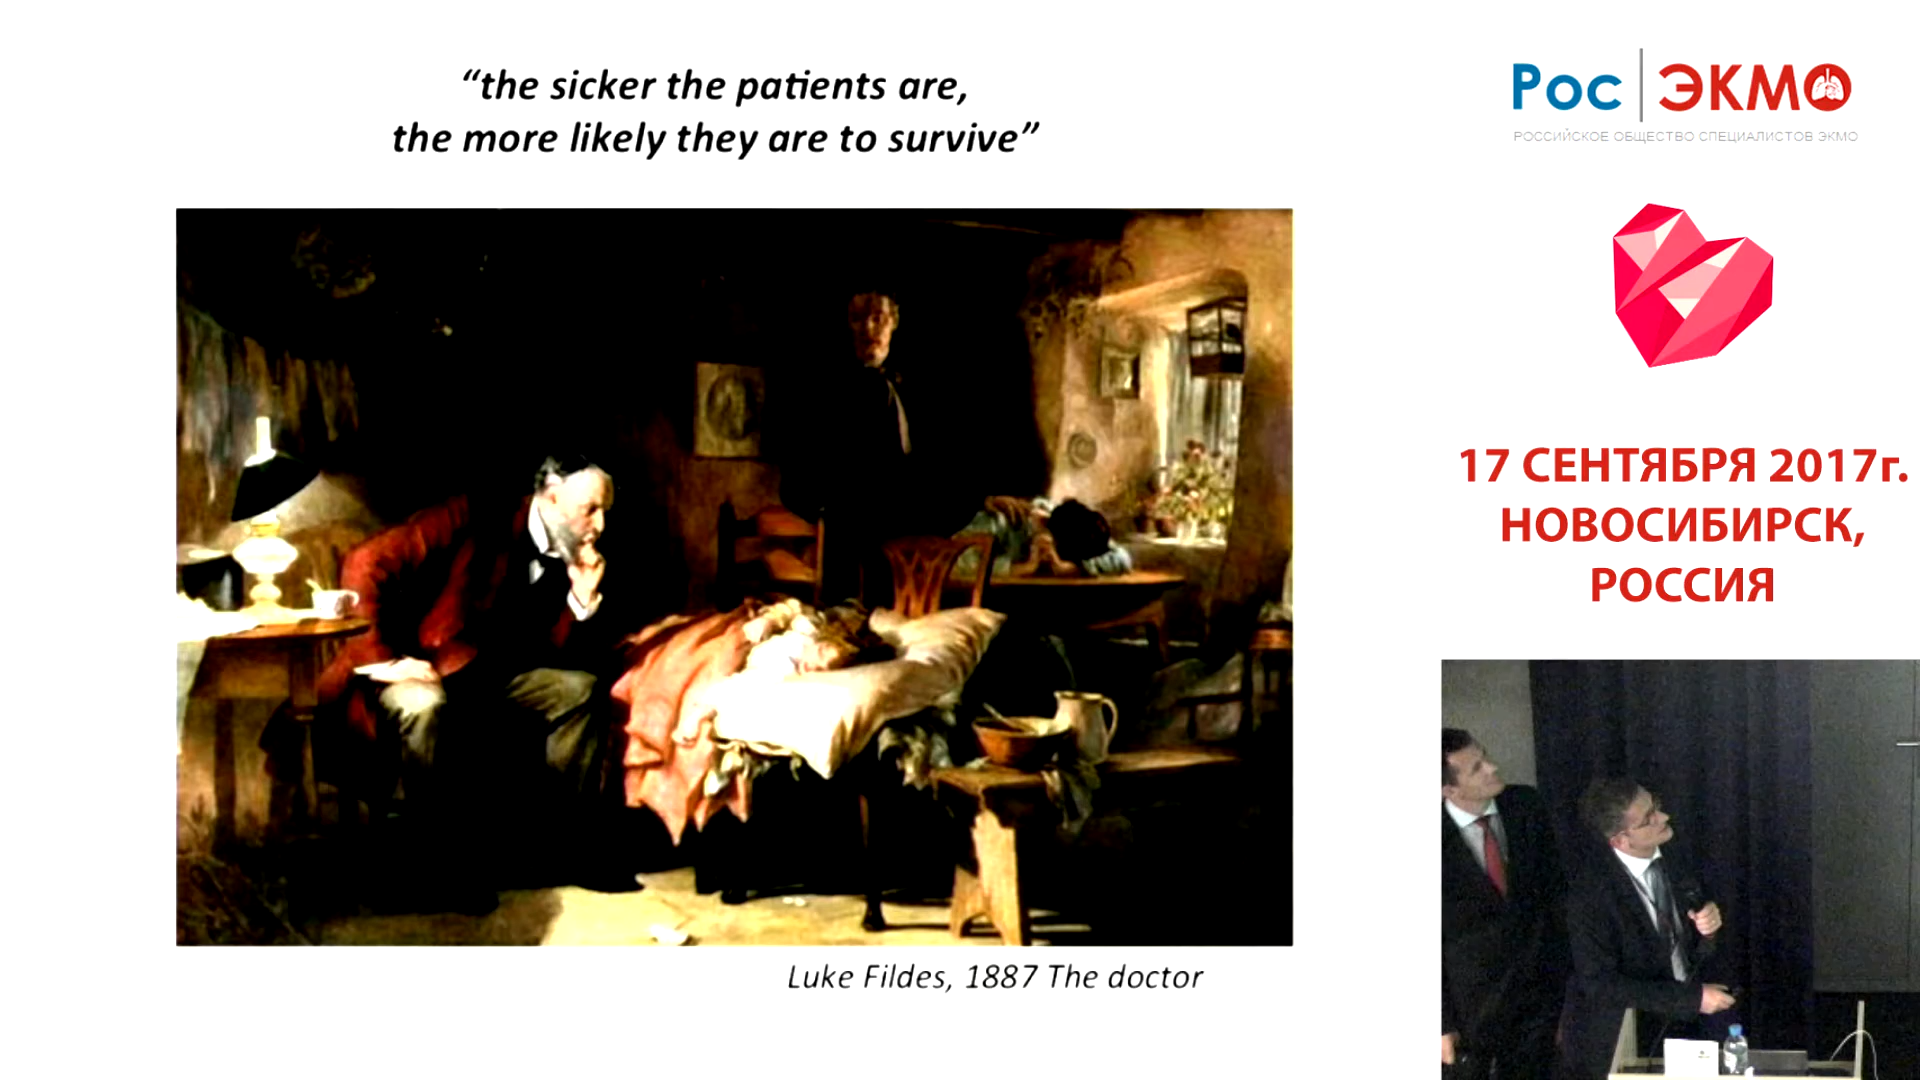 “the sicker the patients are,
the more likely they are to survive”
Luke Fildes, 1887 The doctor
Рос ЭКМО
РОССИЙСКОЕ ОБЩЕСТВО СПЕЦИАЛИСТОВ ЭКМО
17 СЕНТЯБРЯ 2017г.
НОВОСИБИРСК,
РОССИЯ